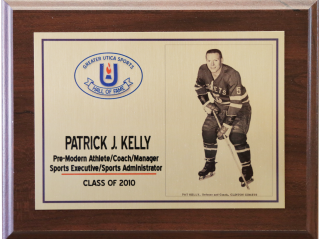 GREATER UTICA SPORTS
U
HALL OF FAME
PATRICK J. KELLY
Pre-Modern Athlete/Coach/Manager
Sports Executive/Sports Administrator
CLASS OF 2010